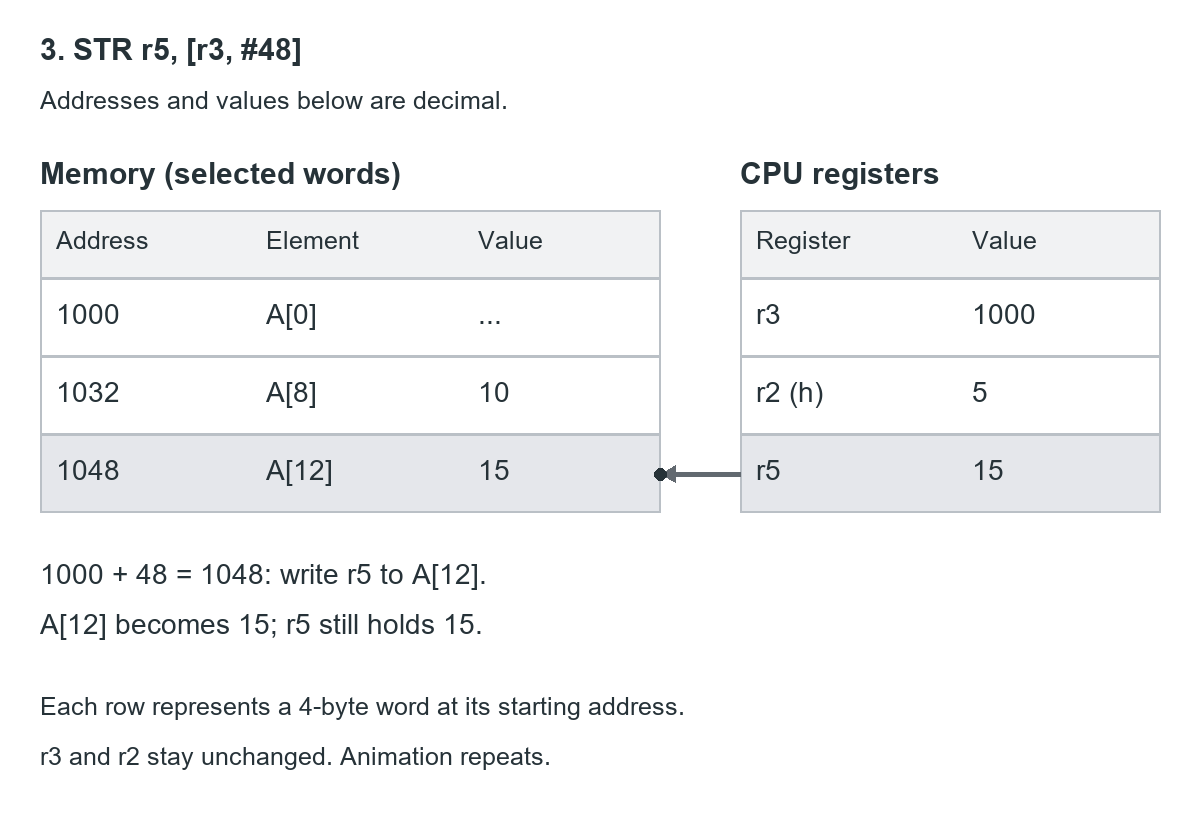 3. STR r5, [r3, #48]
Addresses and values below are decimal.
Memory (selected words)
Address Element Value
1000 A[0] ...
1032 A[8] 10
1048 A[12] 15
CPU registers
Register Value
r3 1000
r2 (h) 5
r5 15
1000 + 48 = 1048: write r5 to A[12].
A[12] becomes 15; r5 still holds 15.
Each row represents a 4-byte word at its starting address.
r3 and r2 stay unchanged. Animation repeats.